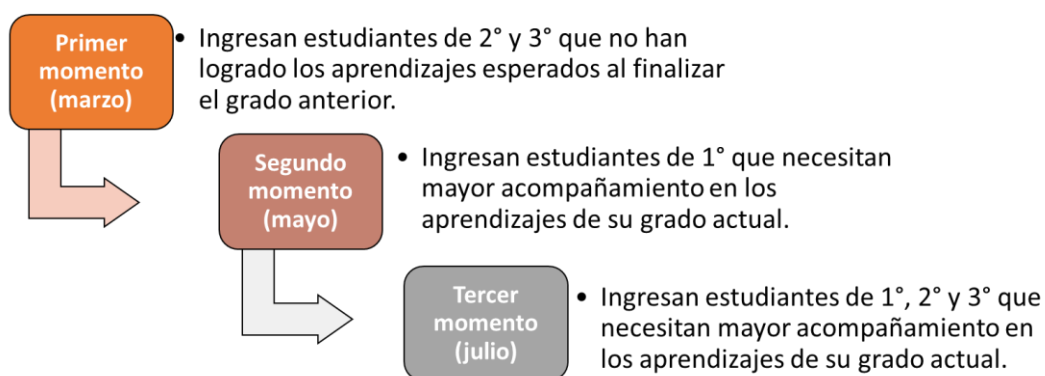 Primer
momento
(marzo)
• Ingresan estudiantes de 2° y 3° que no han
logrado los aprendizajes esperados al finalizar
el grado anterior.
Segundo
momento
(mayo)
• Ingresan estudiantes de 1° que necesitan
mayor acompañamiento en los
aprendizajes de su grado actual.
Tercer
momento
(julio)
• Ingresan estudiantes de 1°, 2° y 3° que
necesitan mayor acompañamiento en
los aprendizajes de su grado actual.